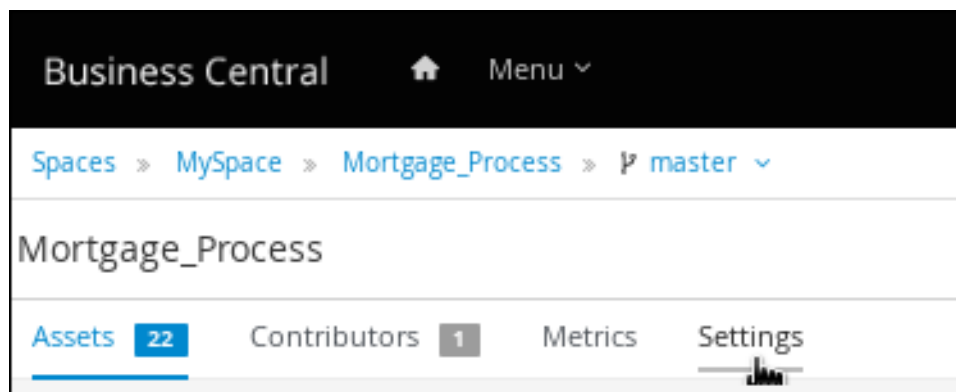 Business Central Menu
Spaces » MySpace » Mortgage_Process » master
Mortgage_Process
Assets 22 Contributors 1 Metrics Settings